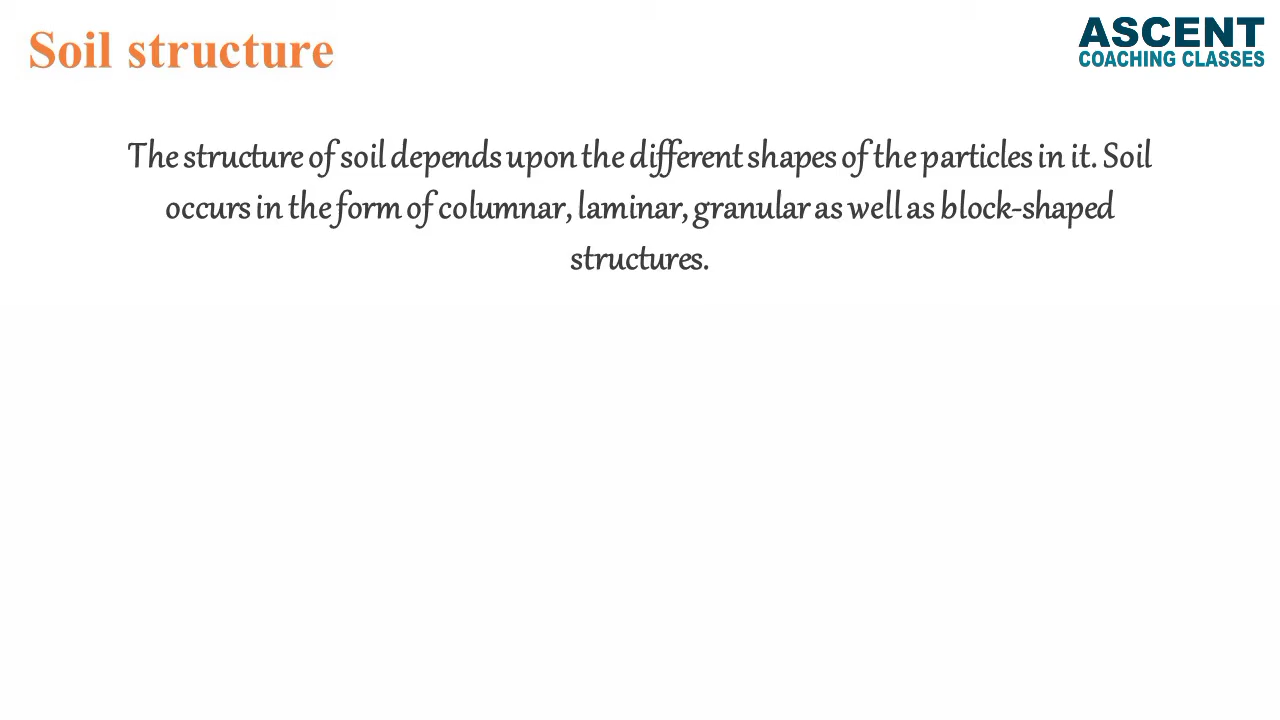 Soil structure
ASCENT
COACHING CLASSES
The structure of soil depends upon the different shapes of the particles in it. Soil
occurs in the form of columnar, laminar, granular as well as block-shaped
structures.